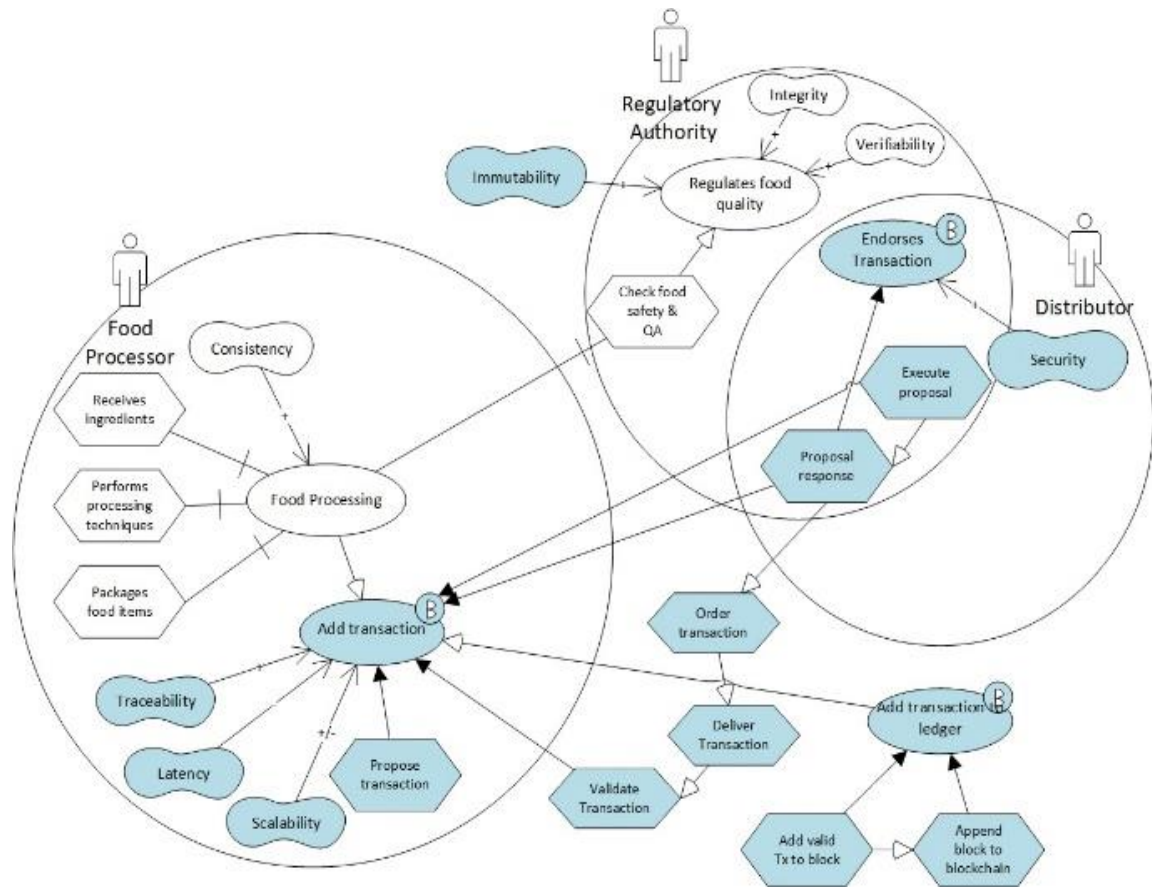 Regulatory
Authority
Integrity
Verifiability
Immutability
+
+
+
Regulates food
quality
Endorses
Transaction
B
Distributor
+
Security
Food
Processor
Check food
safety &
QA
Consistency
+
Receives
ingredients
Execute
proposal
Proposal
response
Performs
processing
techniques
Food Processing
Packages
food items
Add transaction
B
Order
transaction
Traceability
+
Latency
-
+/-
Scalability
Propose
transaction
Deliver
Transaction
Validate
Transaction
Add transaction to
ledger
B
Add valid
Tx to block
Append
block to
blockchain